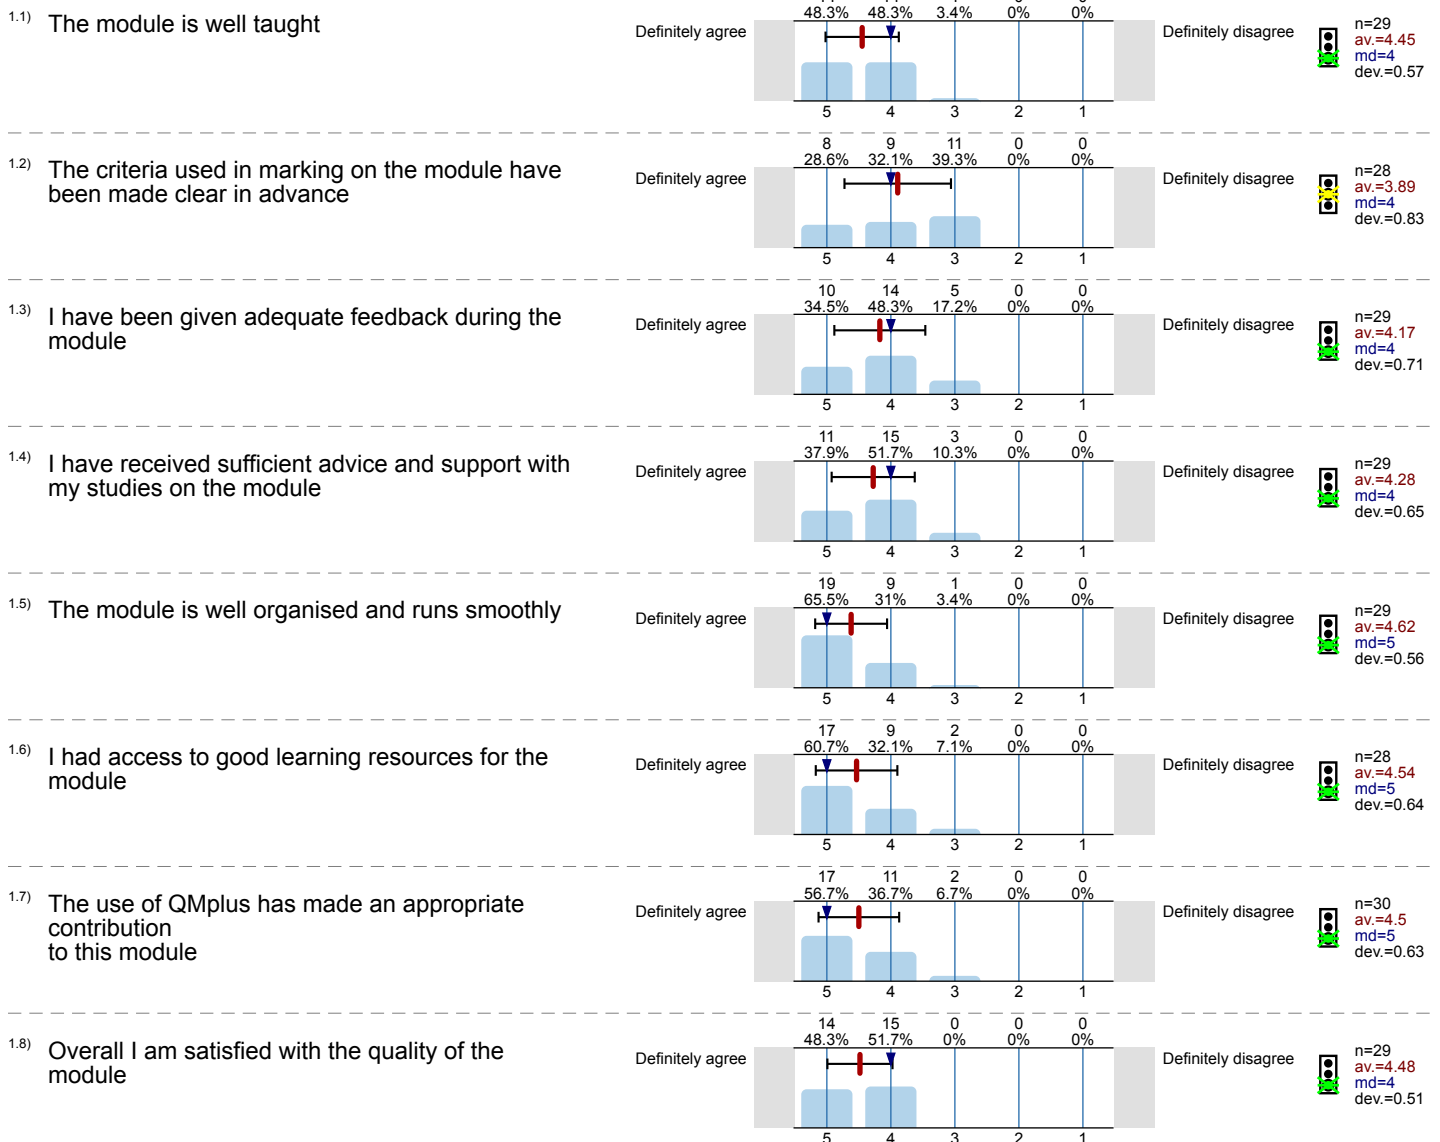 48.3% 48.3% 3.4% 0% 0%
1.1) The module is well taught
Definitely agree
Definitely disagree
n=29
av.=4.45
md=4
dev.=0.57
5 4 3 2 1
8 9 11 0 0
28.6% 32.1% 39.3% 0% 0%
1.2) The criteria used in marking on the module have
been made clear in advance
Definitely agree
Definitely disagree
n=28
av.=3.89
md=4
dev.=0.83
5 4 3 2 1
10 14 5 0 0
34.5% 48.3% 17.2% 0% 0%
1.3) I have been given adequate feedback during the
module
Definitely agree
Definitely disagree
n=29
av.=4.17
md=4
dev.=0.71
5 4 3 2 1
11 15 3 0 0
37.9% 51.7% 10.3% 0% 0%
1.4) I have received sufficient advice and support with
my studies on the module
Definitely agree
Definitely disagree
n=29
av.=4.28
md=4
dev.=0.65
5 4 3 2 1
19 9 1 0 0
65.5% 31% 3.4% 0% 0%
1.5) The module is well organised and runs smoothly
Definitely agree
Definitely disagree
n=29
av.=4.62
md=5
dev.=0.56
5 4 3 2 1
17 9 2 0 0
60.7% 32.1% 7.1% 0% 0%
1.6) I had access to good learning resources for the
module
Definitely agree
Definitely disagree
n=28
av.=4.54
md=5
dev.=0.64
5 4 3 2 1
17 11 2 0 0
56.7% 36.7% 6.7% 0% 0%
1.7) The use of QMplus has made an appropriate
contribution
to this module
Definitely agree
Definitely disagree
n=30
av.=4.5
md=5
dev.=0.63
5 4 3 2 1
14 15 0 0 0
48.3% 51.7% 0% 0% 0%
1.8) Overall I am satisfied with the quality of the
module
Definitely agree
Definitely disagree
n=29
av.=4.48
md=4
dev.=0.51
5 4 3 2 1